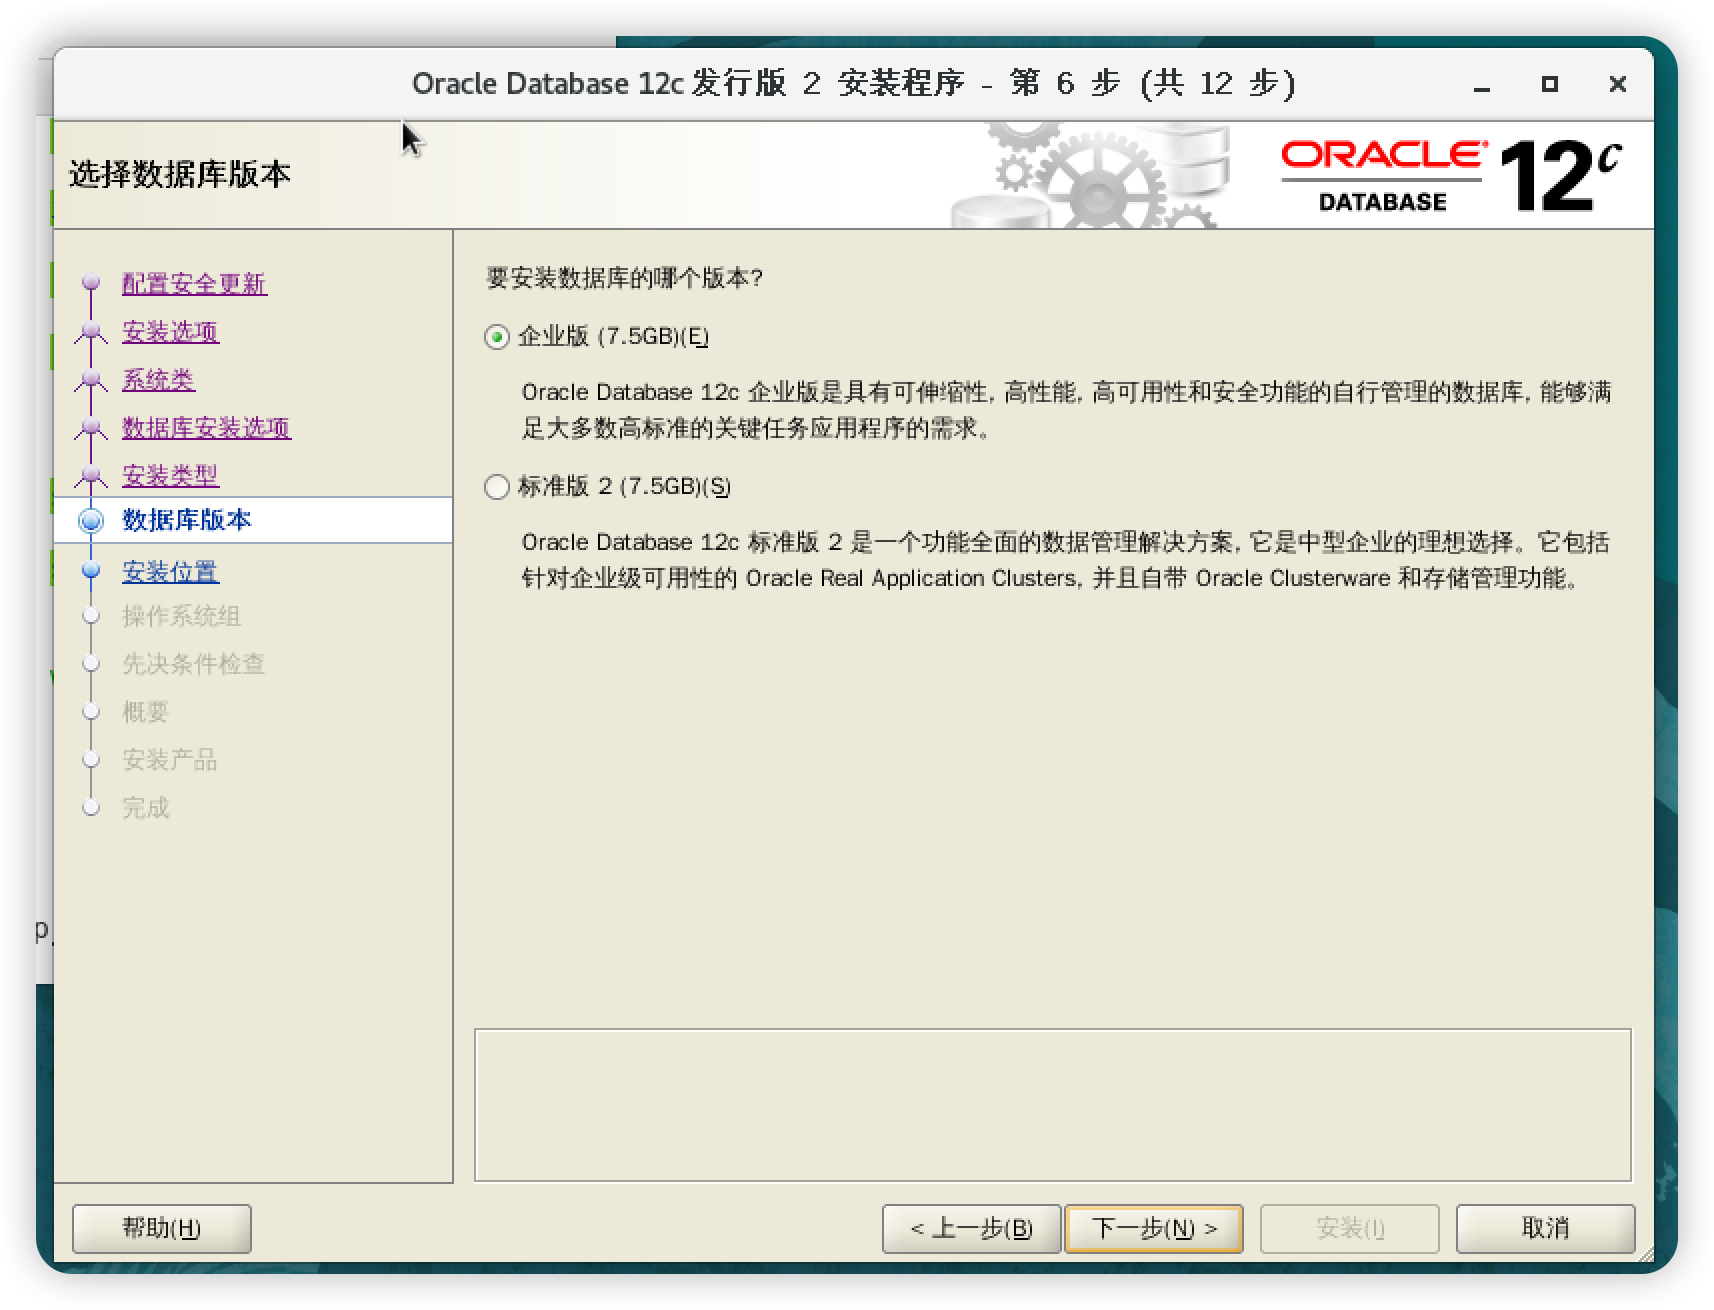 Oracle Database 12c 发行版 2 安装程序 - 第 6 步 (共 12 步)
选择数据库版本
ORACLE
DATABASE
12c
配置安全更新
安装选项
系统类
数据库安装选项
安装类型
数据库版本
安装位置
操作系统组
先决条件检查
概要
安装产品
完成
要安装数据库的哪个版本?
企业版 (7.5GB)(E)
Oracle Database 12c 企业版是具有可伸缩性, 高性能, 高可用性和安全功能的自行管理的数据库, 能够满
足大多数高标准的关键任务应用程序的需求。
标准版 2 (7.5GB)(S)
Oracle Database 12c 标准版 2 是一个功能全面的数据管理解决方案, 它是中型企业的理想选择。它包括
针对企业级可用性的 Oracle Real Application Clusters, 并且自带 Oracle Clusterware 和存储管理功能。
帮助(H)
< 上一步(B)
下一步(N) >
安装(I)
取消